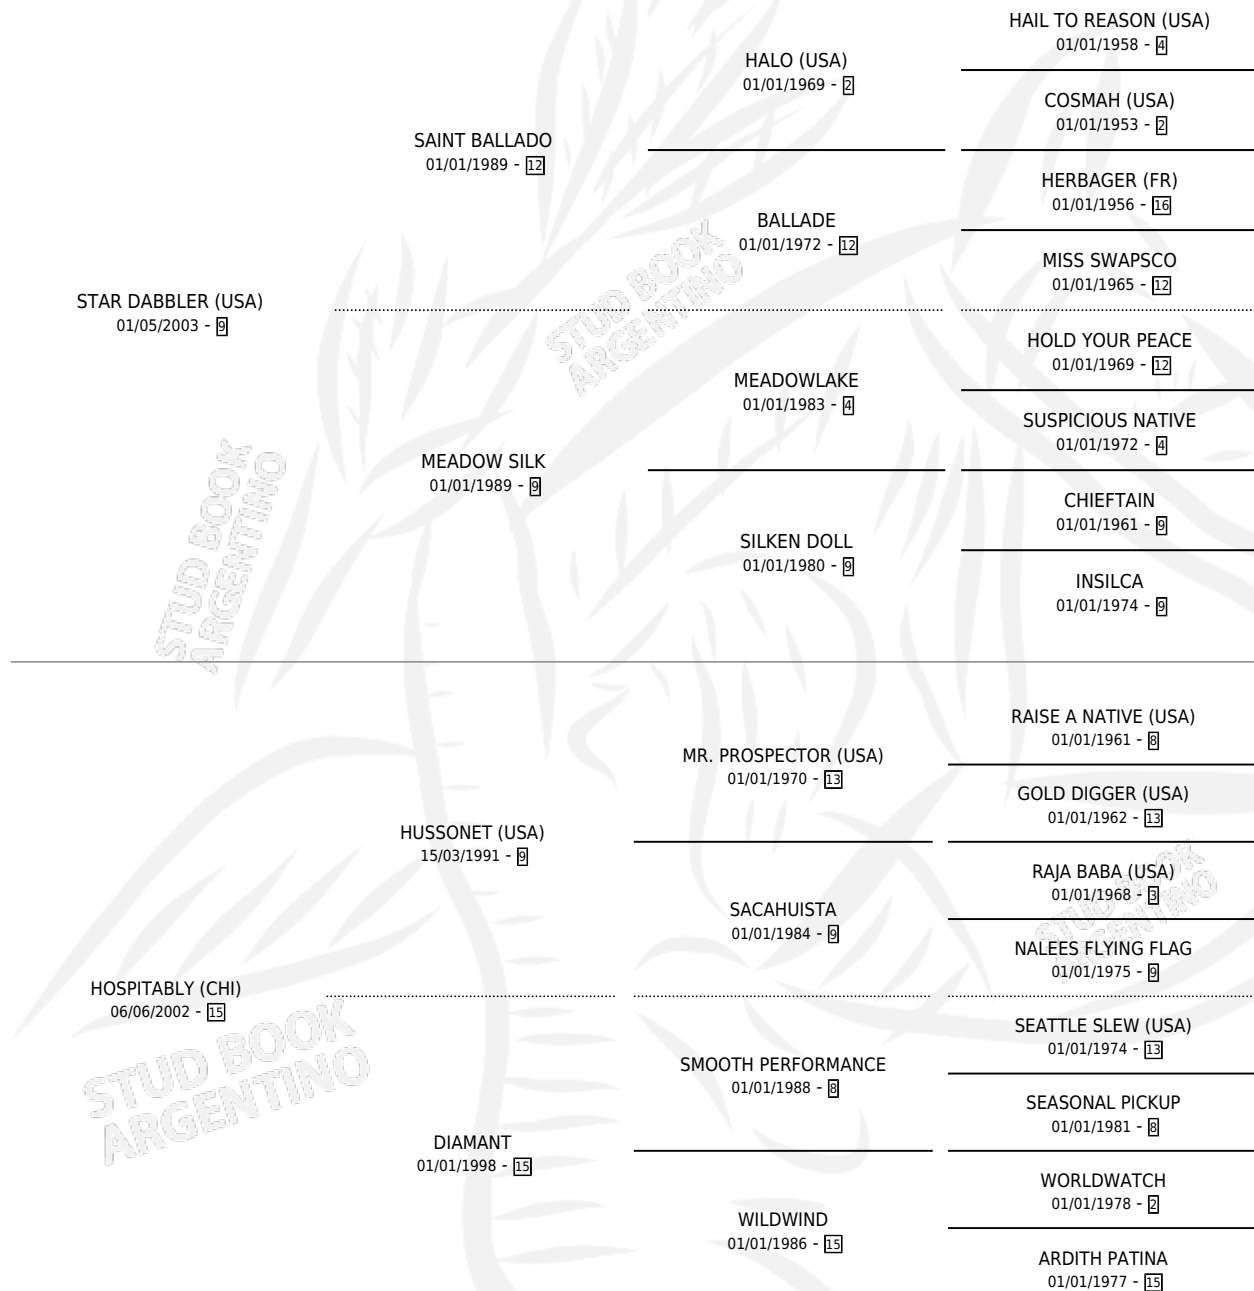 HAIL TO REASON (USA)
01/01/1958 - 4
HALO (USA)
01/01/1969 - 2
COSMAH (USA)
01/01/1953 - 2
SAINT BALLADO
01/01/1989 - 12
HERBAGER (FR)
01/01/1956 - 16
BALLADE
01/01/1972 - 12
MISS SWAPSCO
01/01/1965 - 12
STAR DABBLER (USA)
01/05/2003 - 9
STUD BOOK
ARGENTINO
HOLD YOUR PEACE
01/01/1969 - 12
MEADOWLAKE
01/01/1983 - 4
SUSPICIOUS NATIVE
01/01/1972 - 4
MEADOW SILK
01/01/1989 - 9
CHIEFTAIN
01/01/1961 - 9
SILKEN DOLL
01/01/1980 - 9
INSILCA
01/01/1974 - 9
STUD BOOK
ARGENTINO
RAISE A NATIVE (USA)
01/01/1961 - 8
MR. PROSPECTOR (USA)
01/01/1970 - 13
GOLD DIGGER (USA)
01/01/1962 - 13
HUSSONET (USA)
15/03/1991 - 9
RAJA BABA (USA)
01/01/1968 - 3
SACAHUISTA
01/01/1984 - 9
NALEES FLYING FLAG
01/01/1975 - 9
STUD BOOK
ARGENTINO
HOSPITABLY (CHI)
06/06/2002 - 15
STUD BOOK
ARGENTINO
SEATTLE SLEW (USA)
01/01/1974 - 13
SMOOTH PERFORMANCE
01/01/1988 - 8
SEASONAL PICKUP
01/01/1981 - 8
DIAMANT
01/01/1998 - 15
WORLDWATCH
01/01/1978 - 2
WILDWIND
01/01/1986 - 15
ARDITH PATINA
01/01/1977 - 15